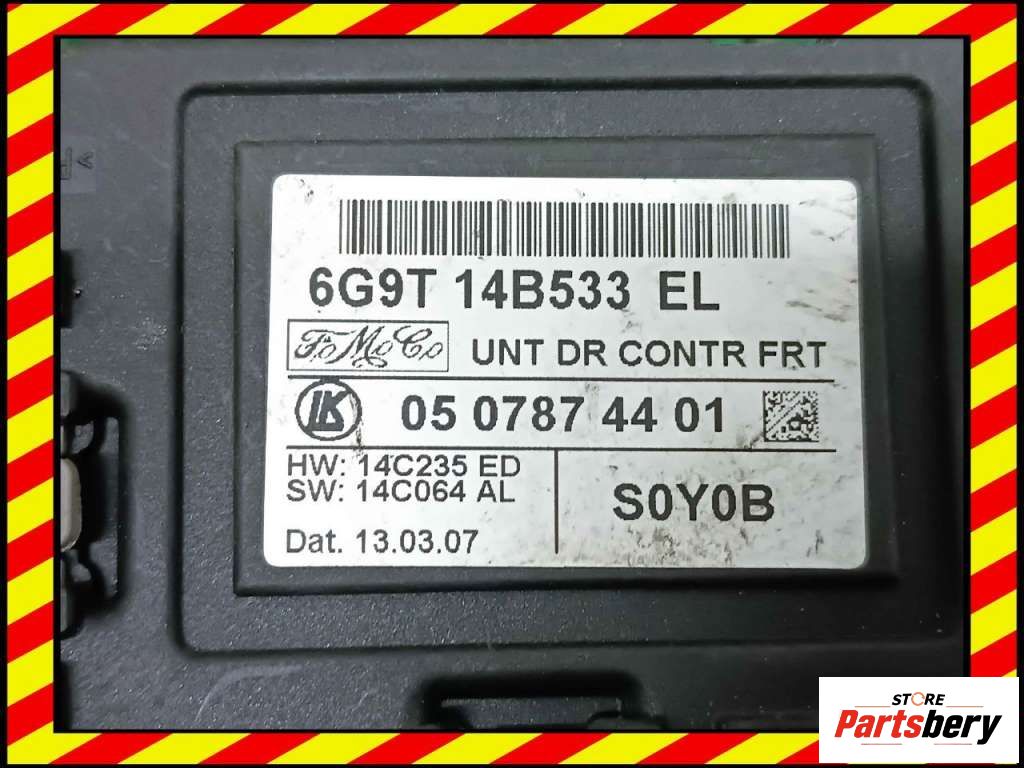 6G9T 14B533 EL
FoMoCo UNT DR CONTR FRT
LK 05 0787 44 01
HW: 14C235 ED
SW: 14C064 AL
S0Y0B
Dat. 13.03.07
STORE
Partsbery